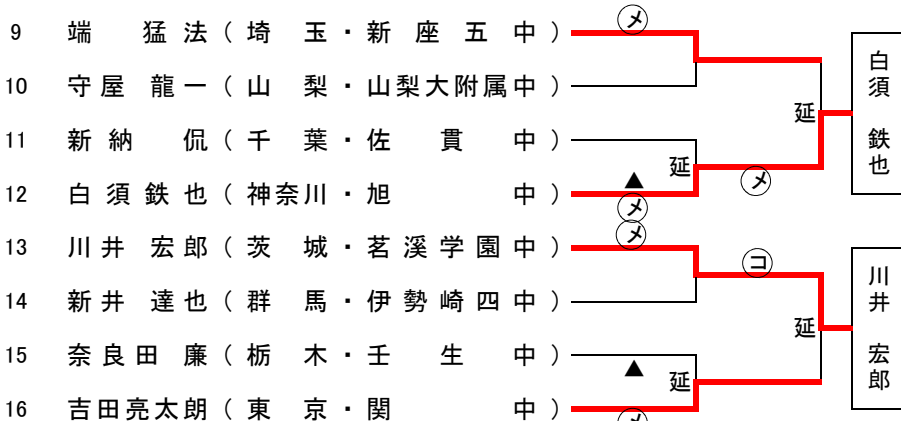 ㋱
9 端 猛法(埼 玉・新座五中)
10 守屋 龍一(山 梨・山梨大附属中)
延
11 新納 侃(千 葉・佐貫中)
延
▲
㋱
12 白須鉄也(神奈川・旭 中)
㋱
白須 鉄也
㋱
13 川井 宏郎(茨 城・茗溪学園中)
㋙
14 新井 達也(群 馬・伊勢崎四中)
延
15 奈良田 廉(栃 木・壬生中)
▲
延
16 吉田亮太朗(東 京・関 中)
㋱
川井 宏郎